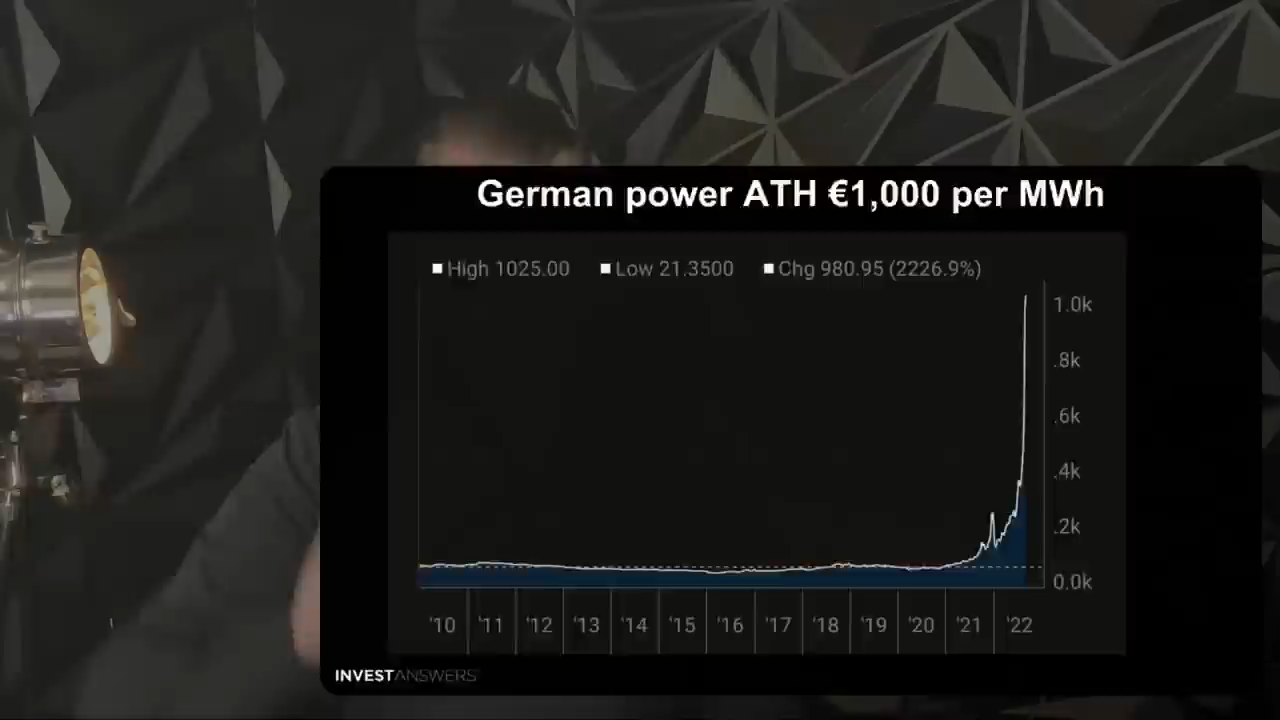 German power ATH €1,000 per MWh
High 1025.00 Low 21.3500 Chg 980.95 (2226.9%)
1.0k
.8k
.6k
.4k
.2k
0.0k
'10 '11 '12 '13 '14 '15 '16 '17 '18 '19 '20 '21 '22
INVESTANSWERS